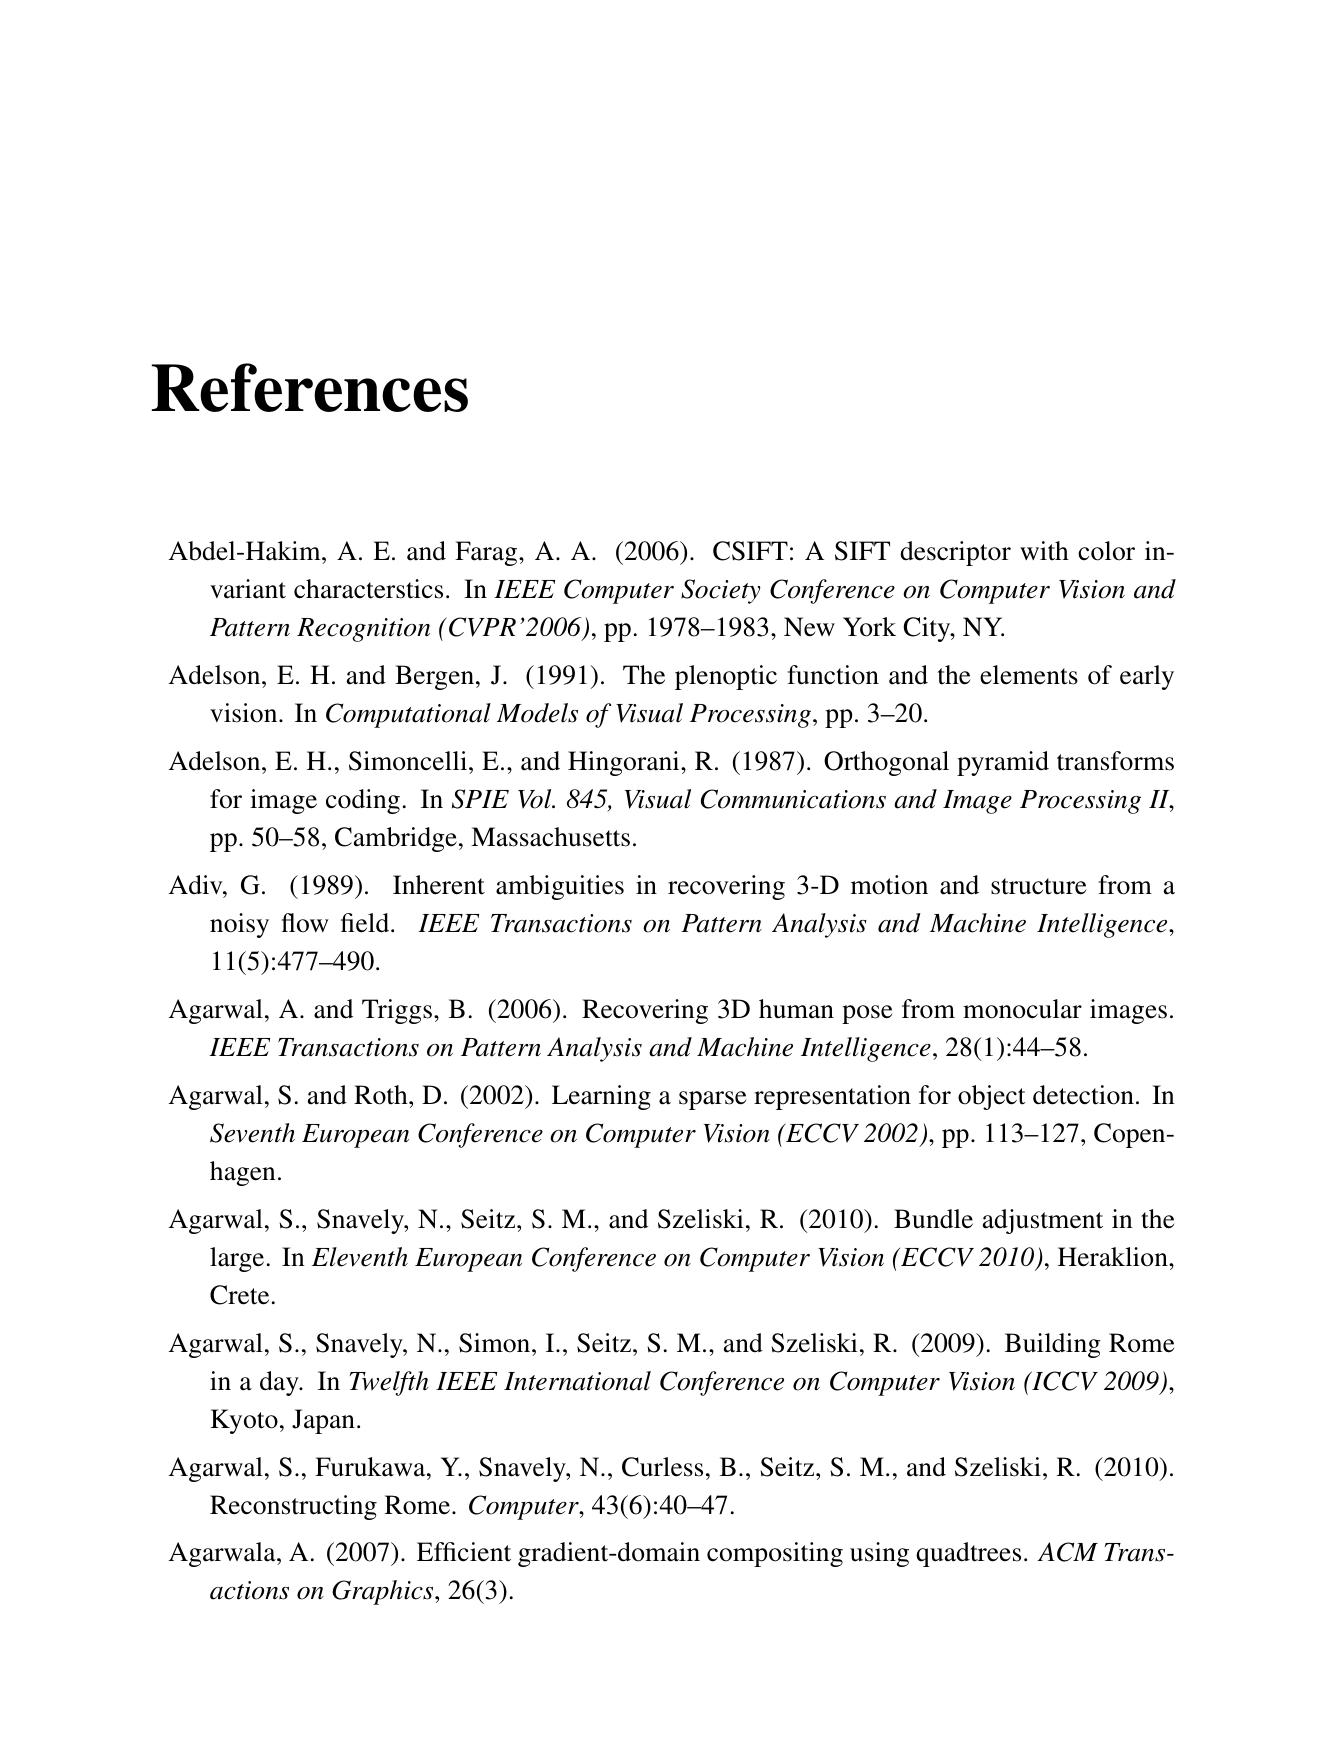 References
Abdel-Hakim, A. E. and Farag, A. A. (2006). CSIFT: A SIFT descriptor with color in-
variant characterstics. In IEEE Computer Society Conference on Computer Vision and
Pattern Recognition (CVPR’2006), pp. 1978–1983, New York City, NY.
Adelson, E. H. and Bergen, J. (1991). The plenoptic function and the elements of early
vision. In Computational Models of Visual Processing, pp. 3–20.
Adelson, E. H., Simoncelli, E., and Hingorani, R. (1987). Orthogonal pyramid transforms
for image coding. In SPIE Vol. 845, Visual Communications and Image Processing II,
pp. 50–58, Cambridge, Massachusetts.
Adiv, G. (1989). Inherent ambiguities in recovering 3-D motion and structure from a
noisy flow field. IEEE Transactions on Pattern Analysis and Machine Intelligence,
11(5):477–490.
Agarwal, A. and Triggs, B. (2006). Recovering 3D human pose from monocular images.
IEEE Transactions on Pattern Analysis and Machine Intelligence, 28(1):44–58.
Agarwal, S. and Roth, D. (2002). Learning a sparse representation for object detection. In
Seventh European Conference on Computer Vision (ECCV 2002), pp. 113–127, Copen-
hagen.
Agarwal, S., Snavely, N., Seitz, S. M., and Szeliski, R. (2010). Bundle adjustment in the
large. In Eleventh European Conference on Computer Vision (ECCV 2010), Heraklion,
Crete.
Agarwal, S., Snavely, N., Simon, I., Seitz, S. M., and Szeliski, R. (2009). Building Rome
in a day. In Twelfth IEEE International Conference on Computer Vision (ICCV 2009),
Kyoto, Japan.
Agarwal, S., Furukawa, Y., Snavely, N., Curless, B., Seitz, S. M., and Szeliski, R. (2010).
Reconstructing Rome. Computer, 43(6):40–47.
Agarwala, A. (2007). Efficient gradient-domain compositing using quadtrees. ACM Trans-
actions on Graphics, 26(3).